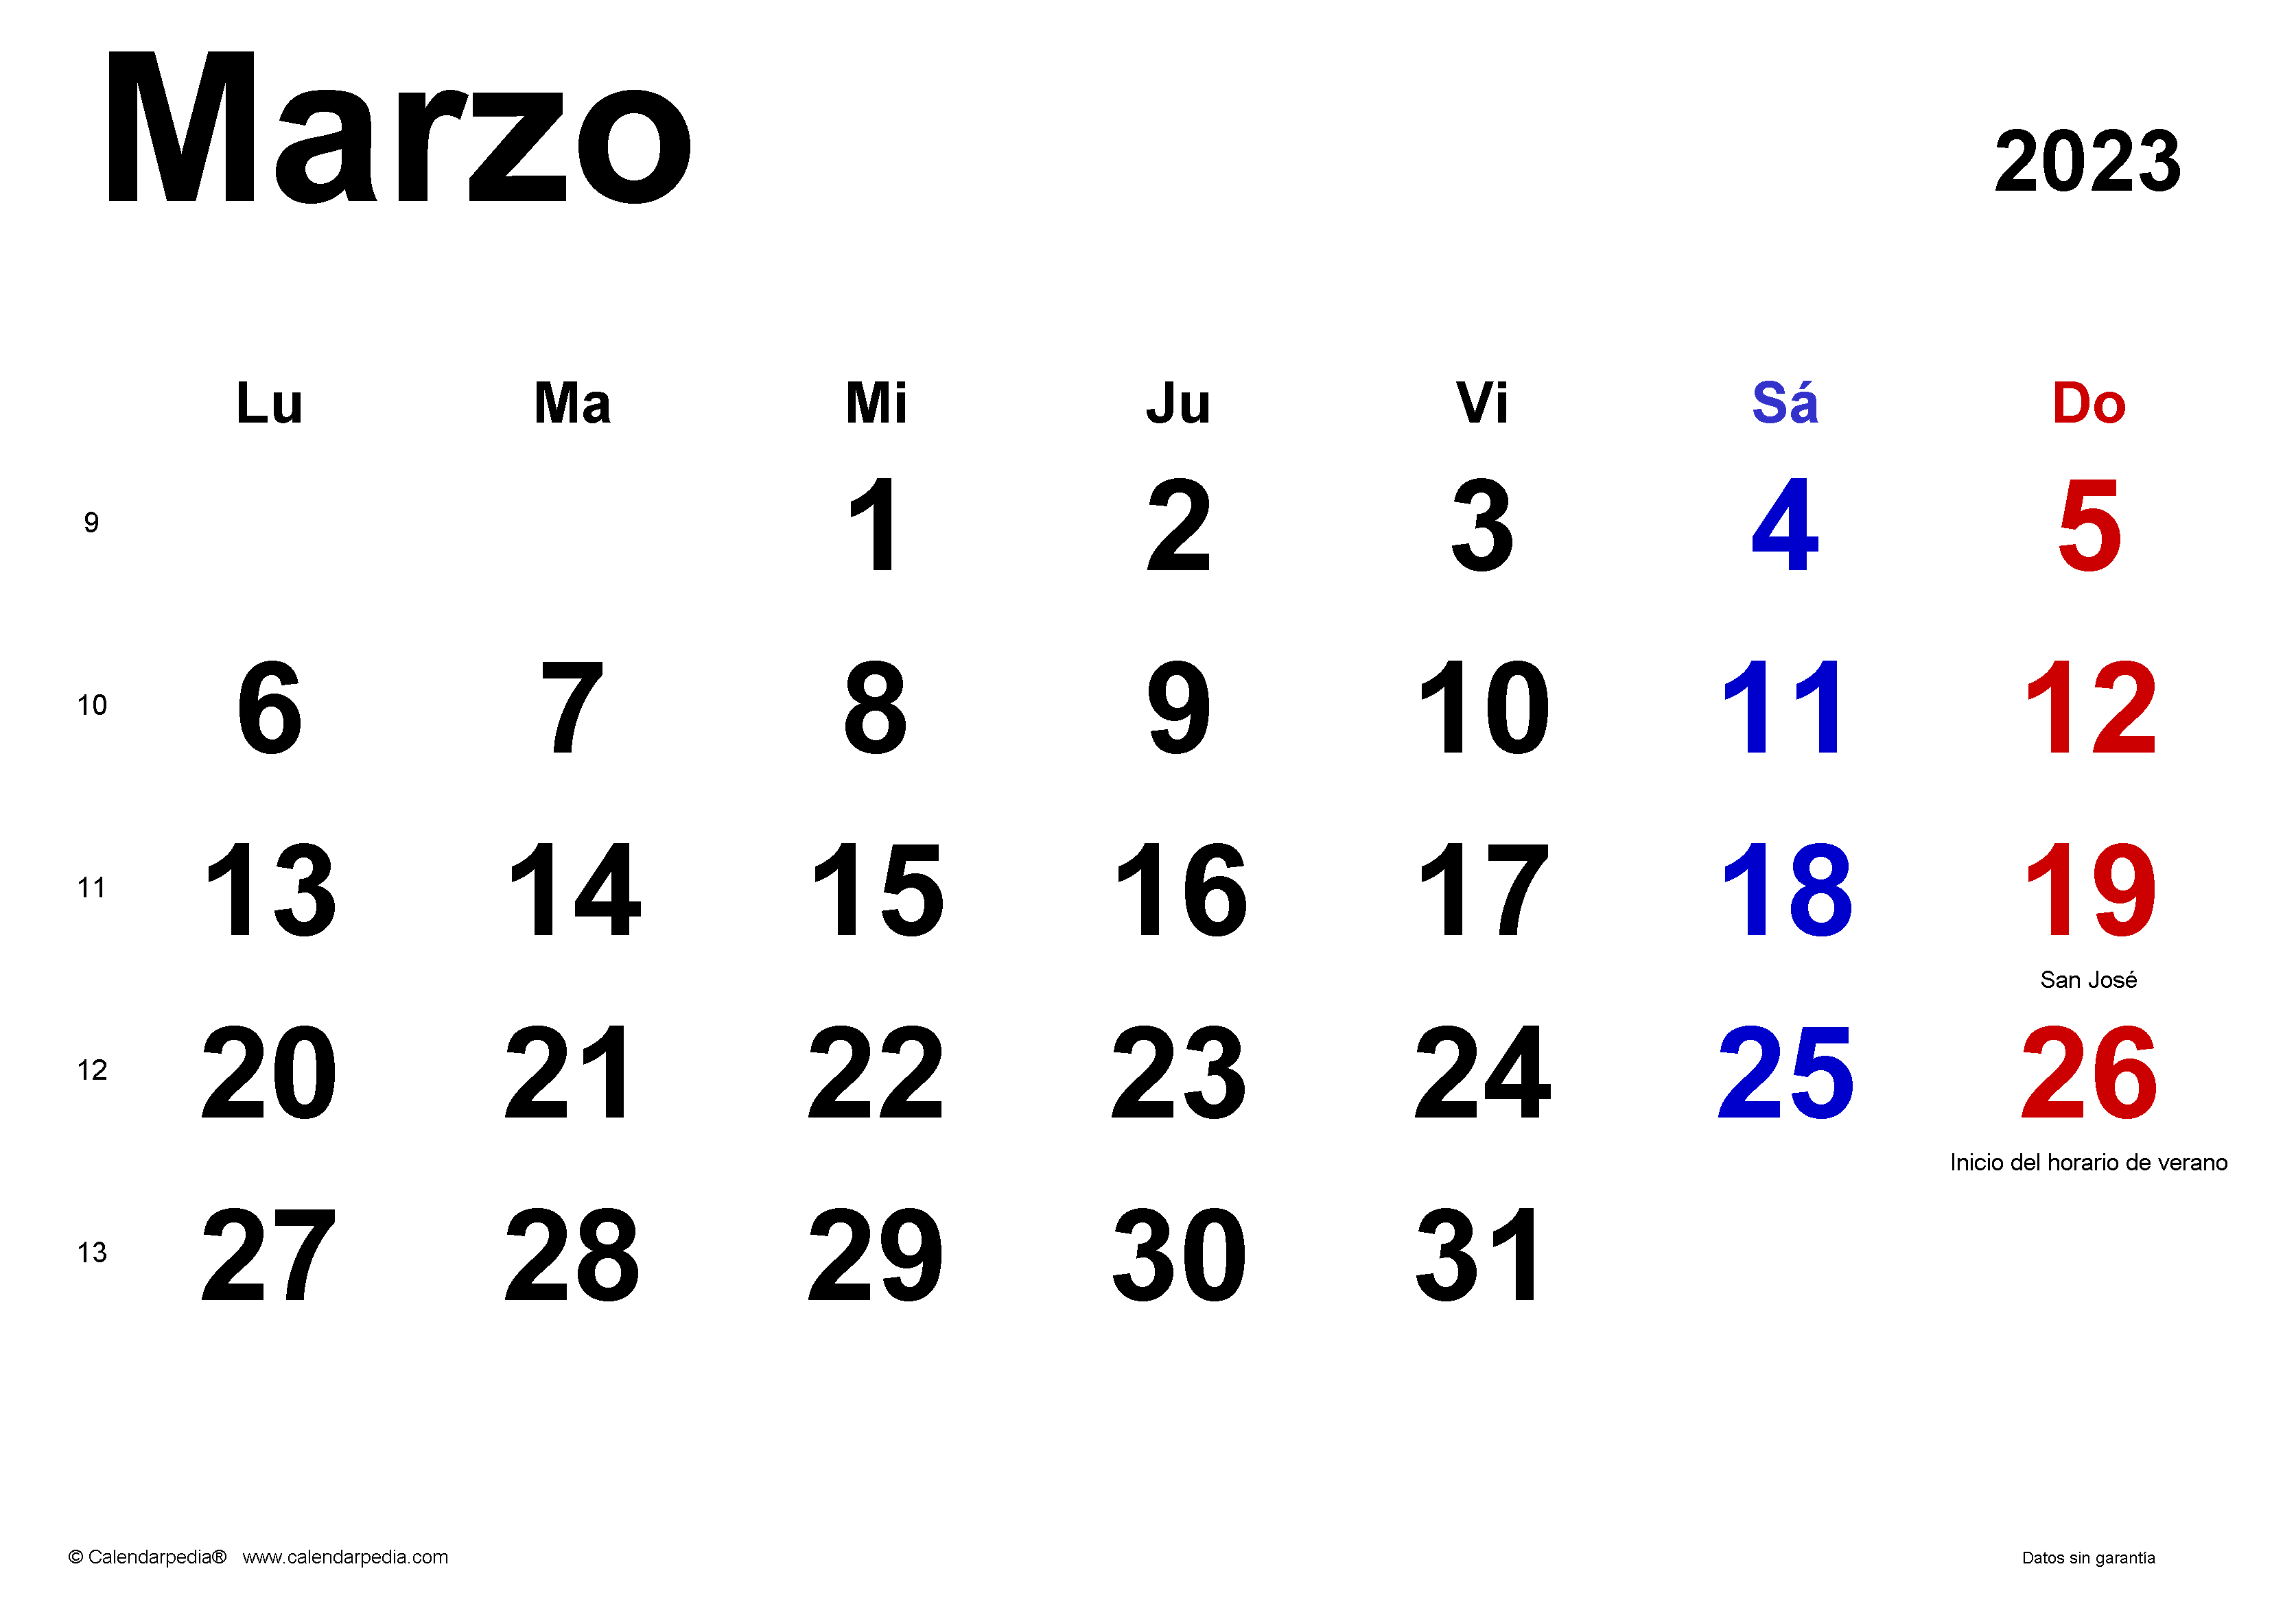 Marzo
2023
Lu Ma Mi Ju Vi Sá Do
9 1 2 3 4 5
10 6 7 8 9 10 11 12
11 13 14 15 16 17 18 19
San José
12 20 21 22 23 24 25 26
Inicio del horario de verano
13 27 28 29 30 31
© Calendarpedia® www.calendarpedia.com
Datos sin garantía